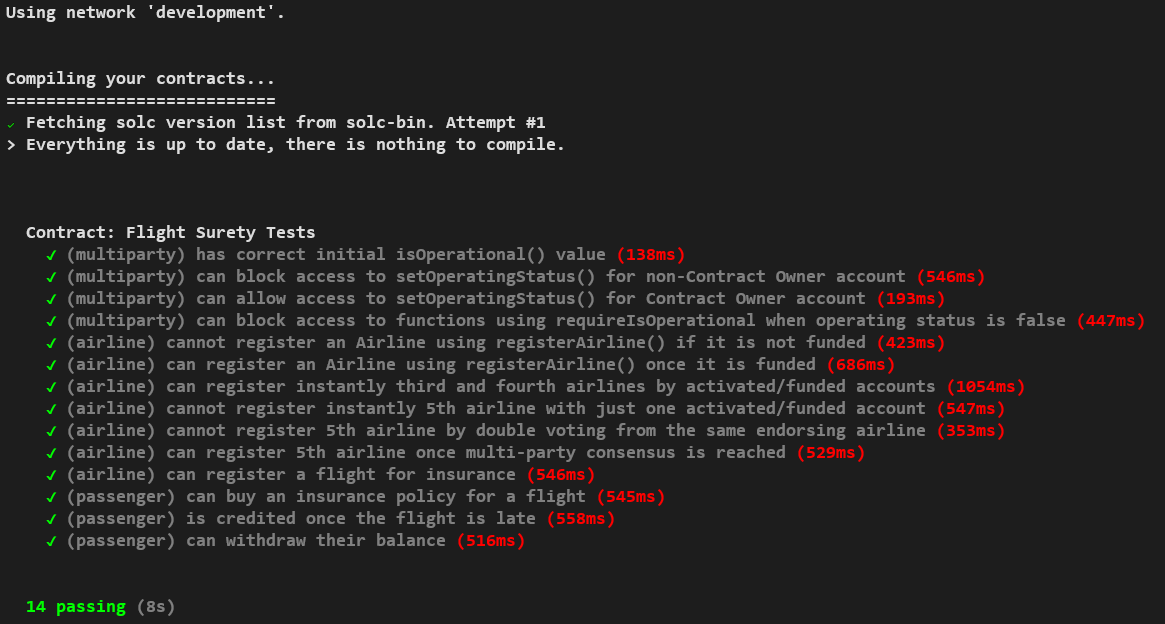 Using network 'development'.
Compiling your contracts...
===========================
✓ Fetching solc version list from solc-bin. Attempt #1
> Everything is up to date, there is nothing to compile.
Contract: Flight Surety Tests
✓ (multiparty) has correct initial isOperational() value (138ms)
✓ (multiparty) can block access to setOperatingStatus() for non-Contract Owner account (546ms)
✓ (multiparty) can allow access to setOperatingStatus() for Contract Owner account (193ms)
✓ (multiparty) can block access to functions using requireIsOperational when operating status is false (447ms)
✓ (airline) cannot register an Airline using registerAirline() if it is not funded (423ms)
✓ (airline) can register an Airline using registerAirline() once it is funded (686ms)
✓ (airline) can register instantly third and fourth airlines by activated/funded accounts (1054ms)
✓ (airline) cannot register instantly 5th airline with just one activated/funded account (547ms)
✓ (airline) cannot register 5th airline by double voting from the same endorsing airline (353ms)
✓ (airline) can register 5th airline once multi-party consensus is reached (529ms)
✓ (airline) can register a flight for insurance (546ms)
✓ (passenger) can buy an insurance policy for a flight (545ms)
✓ (passenger) is credited once the flight is late (558ms)
✓ (passenger) can withdraw their balance (516ms)
14 passing (8s)